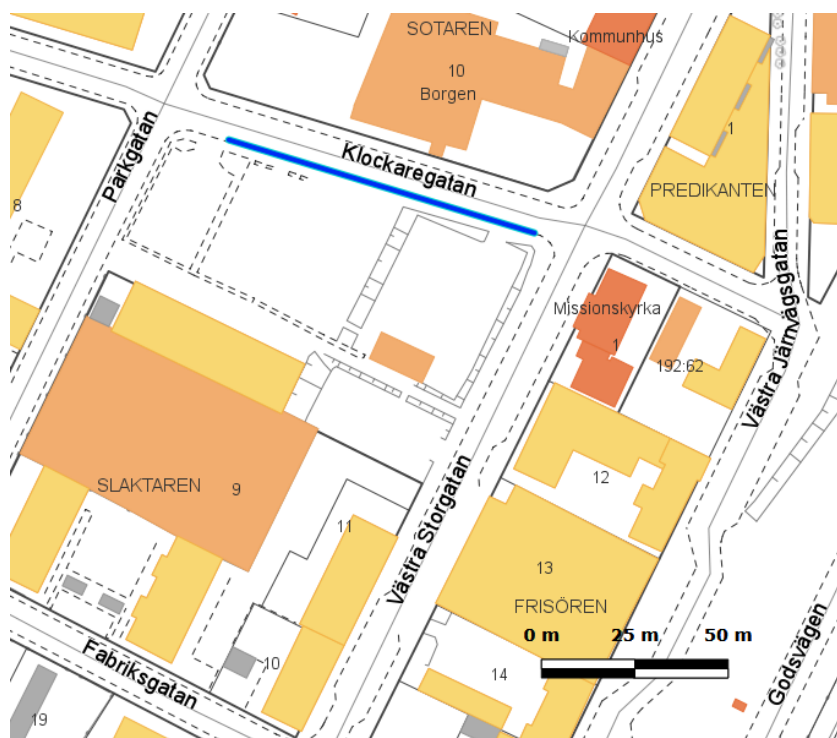 SOTAREN
Kommunhus
10
Borgen
1
Klockaregatan
Parkgatan
PREDIKANTEN
8
Västra Järnvägsgatan
Missionskyrka
1
192:62
SLAKTAREN
9
12
11
Västra Storgatan
13
FRISÖREN
0 m 25 m 50 m
Fabriksgatan
10
14
Godsvägen
19